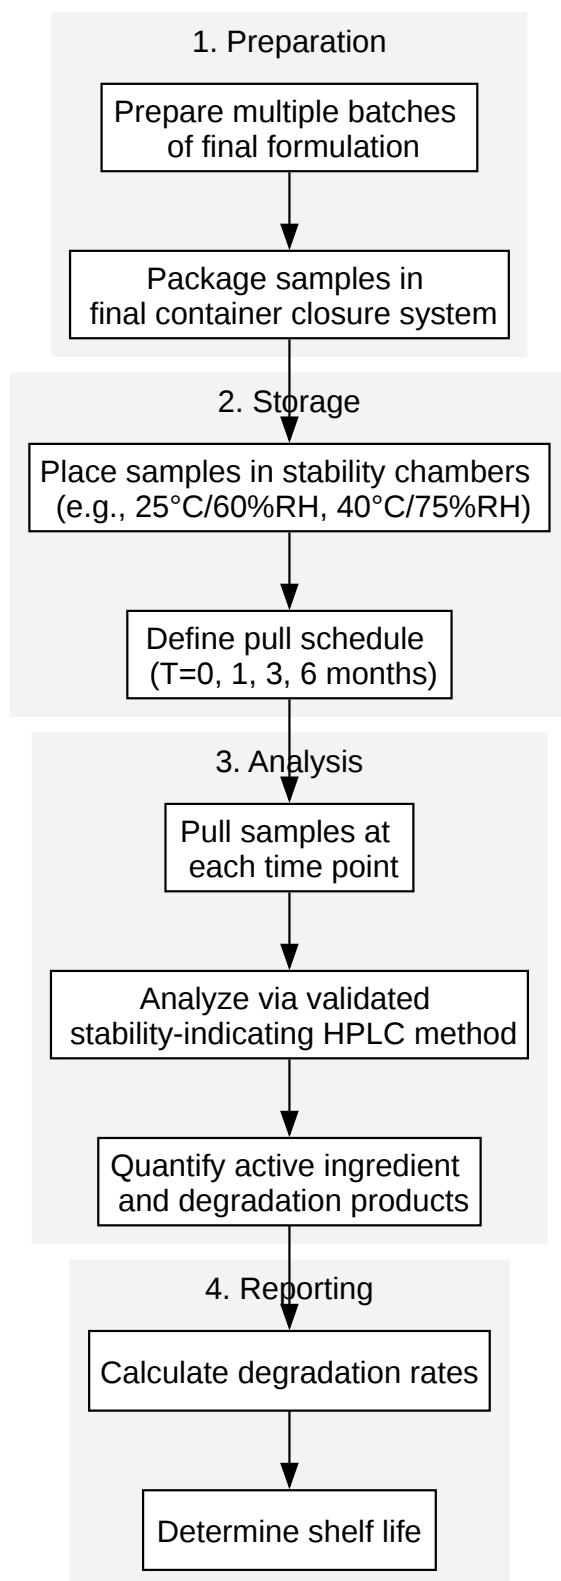 1. Preparation
Prepare multiple batches
of final formulation
Package samples in
final container closure system
2. Storage
Place samples in stability chambers
(e.g., 25°C/60%RH, 40°C/75%RH)
Define pull schedule
(T=0, 1, 3, 6 months)
3. Analysis
Pull samples at
each time point
Analyze via validated
stability-indicating HPLC method
Quantify active ingredient
and degradation products
4. Reporting
Calculate degradation rates
Determine shelf life